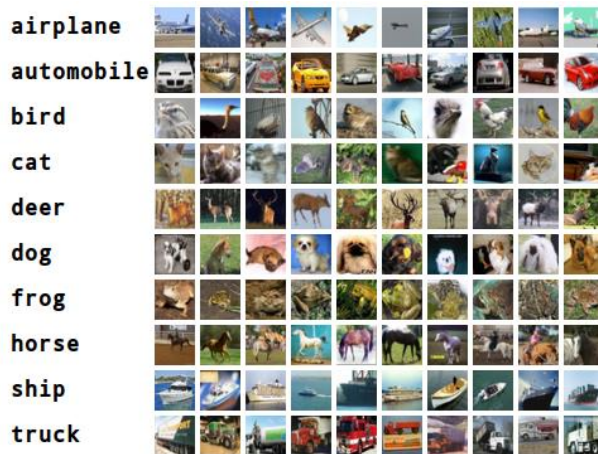 airplane
automobile
bird
cat
deer
dog
frog
horse
ship
truck